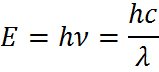 E = hν = hc/λ